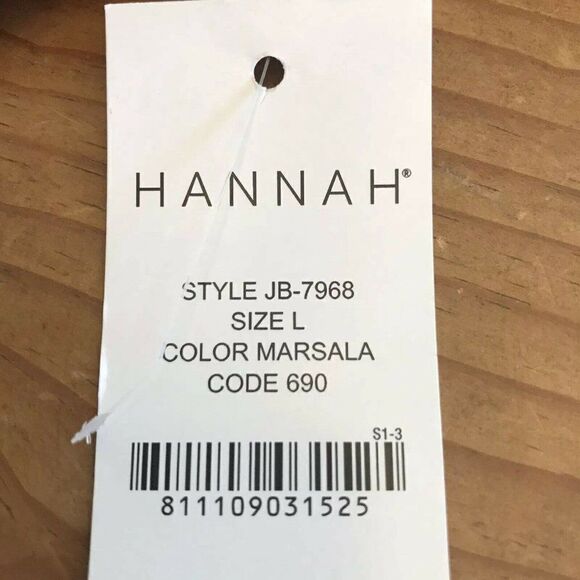 HANNAH®
STYLE JB-7968
SIZE L
COLOR MARSALA
CODE 690
S1-3
811109031525